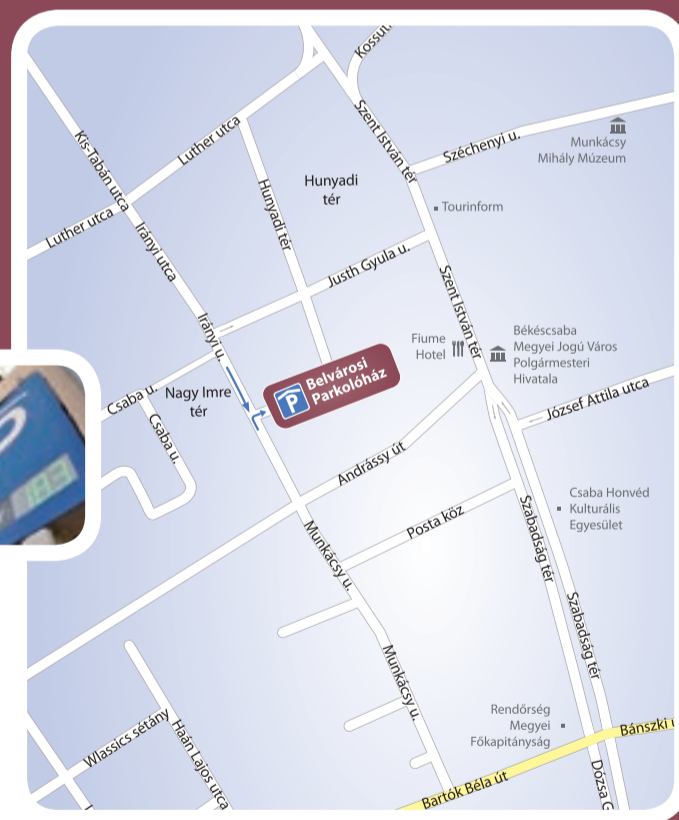 Kossut
Szent István tér
Kis-Tabán utca
Luther utca
Széchenyi u.
Munkácsy
Mihály Múzeum
Hunyadi
tér
Hunyadi tér
Tourinform
Luther utca
Irányi utca
Justh Gyula u.
Szent István tér
Irányi u.
Fiume
Hotel
Békéscsaba
Megyei Jogú Város
Polgármesteri
Hivatala
P
Belvárosi
Parkolóház
Csaba u.
Nagy Imre
tér
József Attila utca
Csaba u.
Andrássy út
Csaba Honvéd
Kulturális
Egyesület
Posta köz
Szabadság tér
Munkácsy u.
Szabadság tér
Munkácsy u.
Rendőrség
Megyei
Főkapitányság
Wlassics sétány
Haán Lajos utca
Bánszki u
Bartók Béla út
Dózsa G